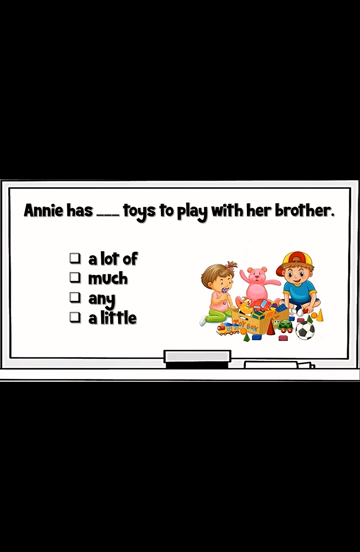 Annie has ___ toys to play with her brother.
a lot of
much
any
a little